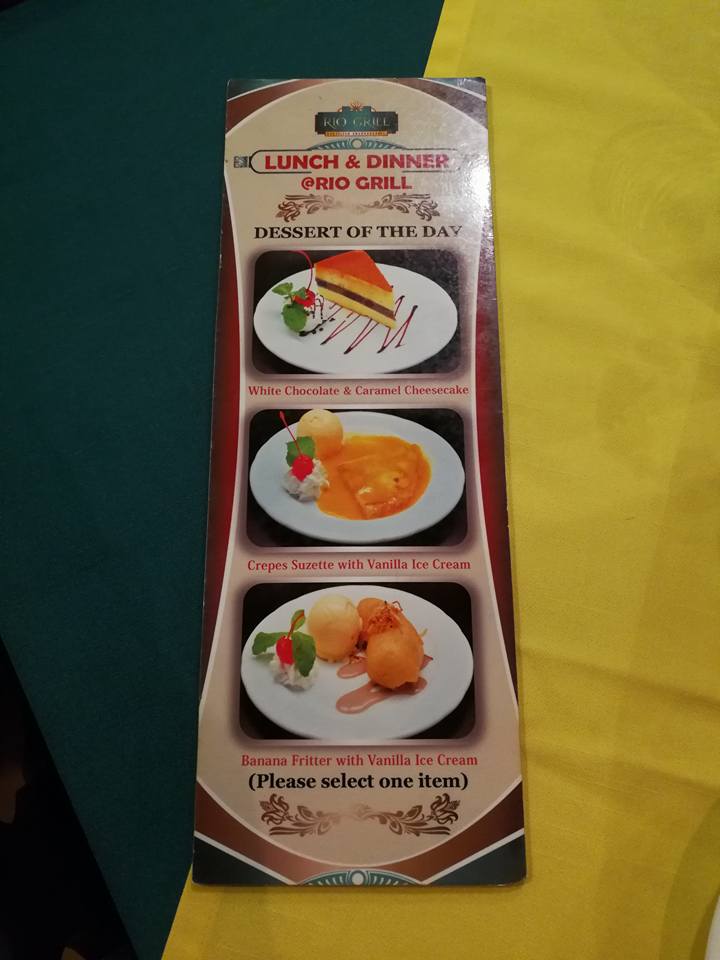 RIO GRILL
LUNCH & DINNER
@RIO GRILL
DESSERT OF THE DAY
White Chocolate & Caramel Cheesecake
Crepes Suzette with Vanilla Ice Cream
Banana Fritter with Vanilla Ice Cream
(Please select one item)